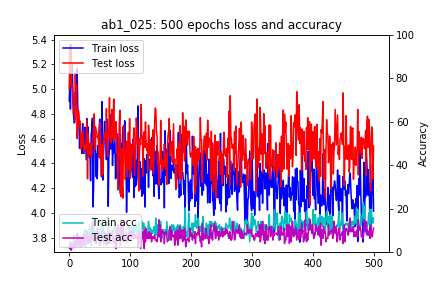 ab1_025: 500 epochs loss and accuracy
Train loss
Test loss
Train acc
Test acc
Loss
5.4
5.2
5.0
4.8
4.6
4.4
4.2
4.0
3.8
Accuracy
100
80
60
40
20
0
0 100 200 300 400 500